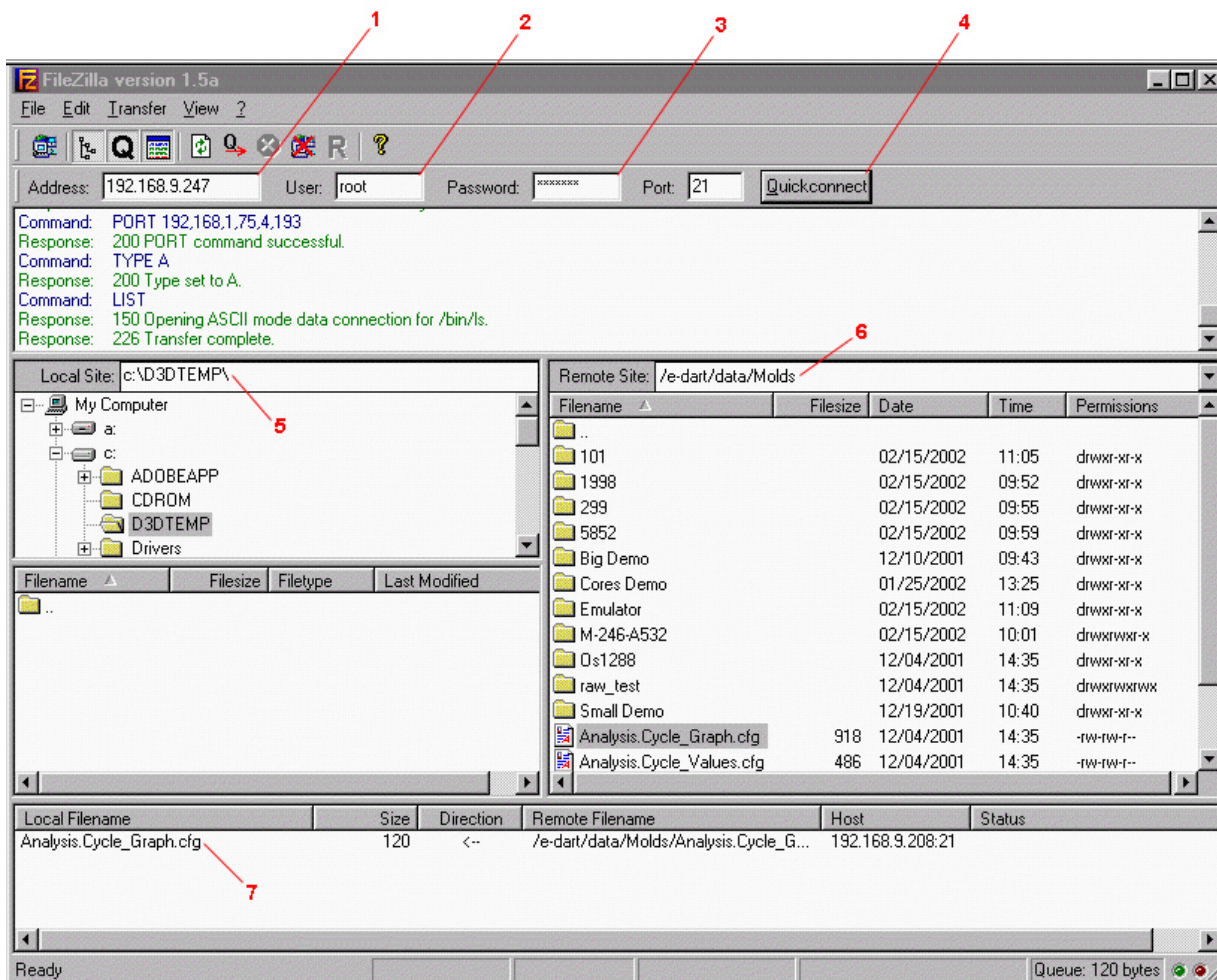 1 2 3 4
FileZilla version 1.5a
File Edit Transfer View ?
Q Q R ?
Address: 192.168.9.247 User: root Password: ******* Port: 21 Quickconnect
Command: PORT 192,168,1,75,4,193
Response: 200 PORT command successful.
Command: TYPE A
Response: 200 Type set to A.
Command: LIST
Response: 150 Opening ASCII mode data connection for /bin/ls.
Response: 226 Transfer complete.
6
Local Site: c:\D3DTEMP\
5
My Computer
a:
c:
ADOBEAPP
CDROM
D3DTEMP
Drivers
Filename Filesize Filetype Last Modified
..
Remote Site: /e-dart/data/Molds
Filename Filesize Date Time Permissions
..
101 02/15/2002 11:05 drwxr-xr-x
1998 02/15/2002 09:52 drwxr-xr-x
299 02/15/2002 09:55 drwxr-xr-x
5852 02/15/2002 09:59 drwxr-xr-x
Big Demo 12/10/2001 09:43 drwxr-xr-x
Cores Demo 01/25/2002 13:25 drwxr-xr-x
Emulator 02/15/2002 11:09 drwxr-xr-x
M-246-A532 02/15/2002 10:01 drwxrwxr-x
Os1288 12/04/2001 14:35 drwxr-xr-x
raw_test 12/04/2001 14:35 drwxrwxrwx
Small Demo 12/19/2001 10:40 drwxr-xr-x
Analysis.Cycle_Graph.cfg 918 12/04/2001 14:35 -rw-rw-r--
Analysis.Cycle_Values.cfg 486 12/04/2001 14:35 -rw-rw-r--
Local Filename Size Direction Remote Filename Host Status
Analysis.Cycle_Graph.cfg 120 <-- /e-dart/data/Molds/Analysis.Cycle_G... 192.168.9.208:21
7
Ready Queue: 120 bytes